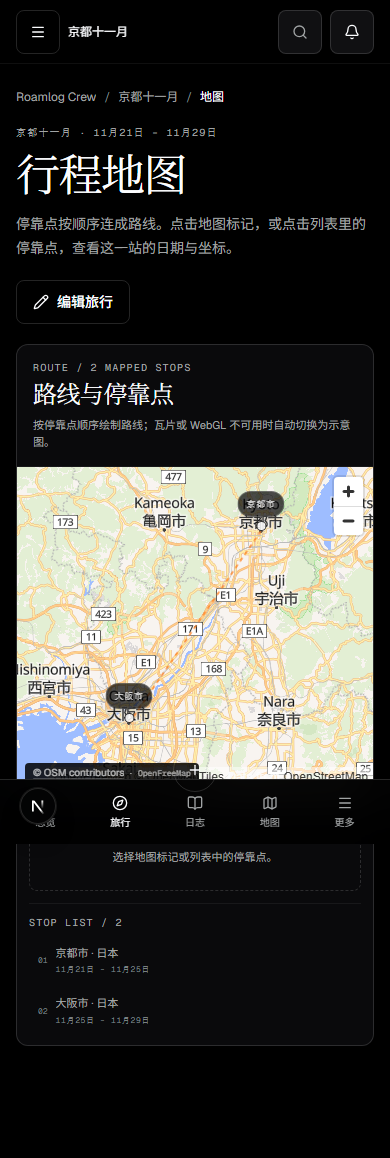 京都十一月
Roamlog Crew / 京都十一月 / 地图
京都十一月 · 11月21日 – 11月29日
行程地图
停靠点按顺序连成路线。点击地图标记，或点击列表里的
停靠点，查看这一站的日期与坐标。
编辑旅行
ROUTE / 2 MAPPED STOPS
路线与停靠点
按停靠点顺序绘制路线；瓦片或 WebGL 不可用时自动切换为示意
图。
477
Kameoka
亀岡市
京都市
京都市
173
9
Uji
宇治市
E1
423
171
E1A
11
E1
168
Nishinomiya
西宮市
大阪市
大阪市
Nara
奈良市
43
13
15
24
25
© OSM contributors · OpenFreeMap
Tiles
OpenStreetMap
N
旅行
日志
地图
更多
选择地图标记或列表中的停靠点。
STOP LIST / 2
01
京都市 · 日本
11月21日 – 11月25日
02
大阪市 · 日本
11月25日 – 11月29日